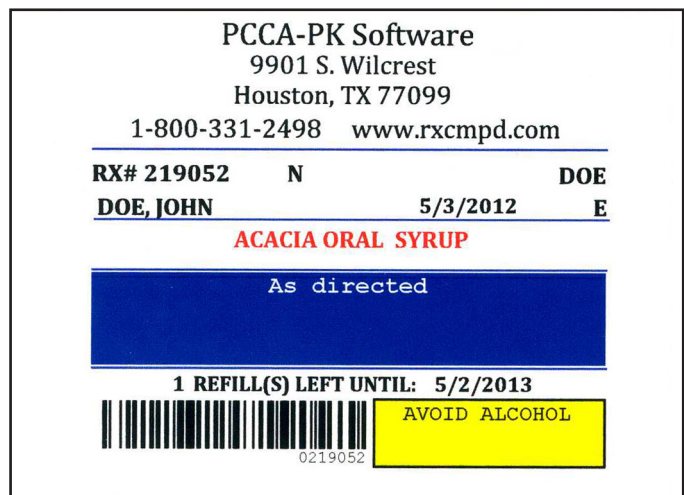 PCCA-PK Software
9901 S. Wilcrest
Houston, TX 77099
1-800-331-2498 www.rxcmpd.com
RX# 219052 N DOE
DOE, JOHN 5/3/2012 E
ACACIA ORAL SYRUP
As directed
1 REFILL(S) LEFT UNTIL: 5/2/2013
AVOID ALCOHOL
0219052